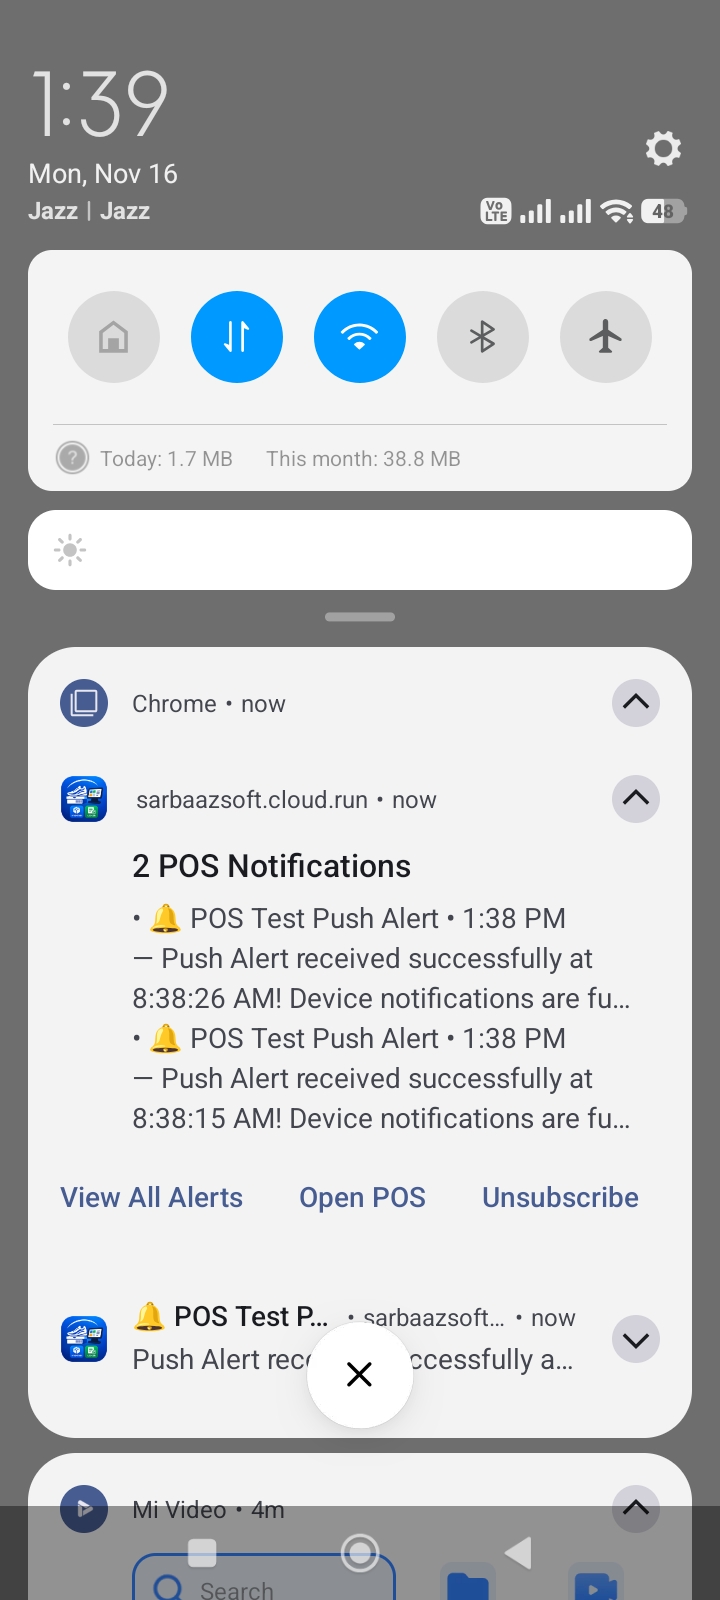 1:39
Mon, Nov 16
Jazz | Jazz
Vo LTE
48
Today: 1.7 MB This month: 38.8 MB
Chrome • now
sarbaazsoft.cloud.run • now
2 POS Notifications
• 🔔 POS Test Push Alert • 1:38 PM
— Push Alert received successfully at
8:38:26 AM! Device notifications are fu...
• 🔔 POS Test Push Alert • 1:38 PM
— Push Alert received successfully at
8:38:15 AM! Device notifications are fu...
View All Alerts Open POS Unsubscribe
🔔 POS Test P... • sarbaazsoft... • now
Push Alert rece ccessfully a...
Mi Video • 4m
Search